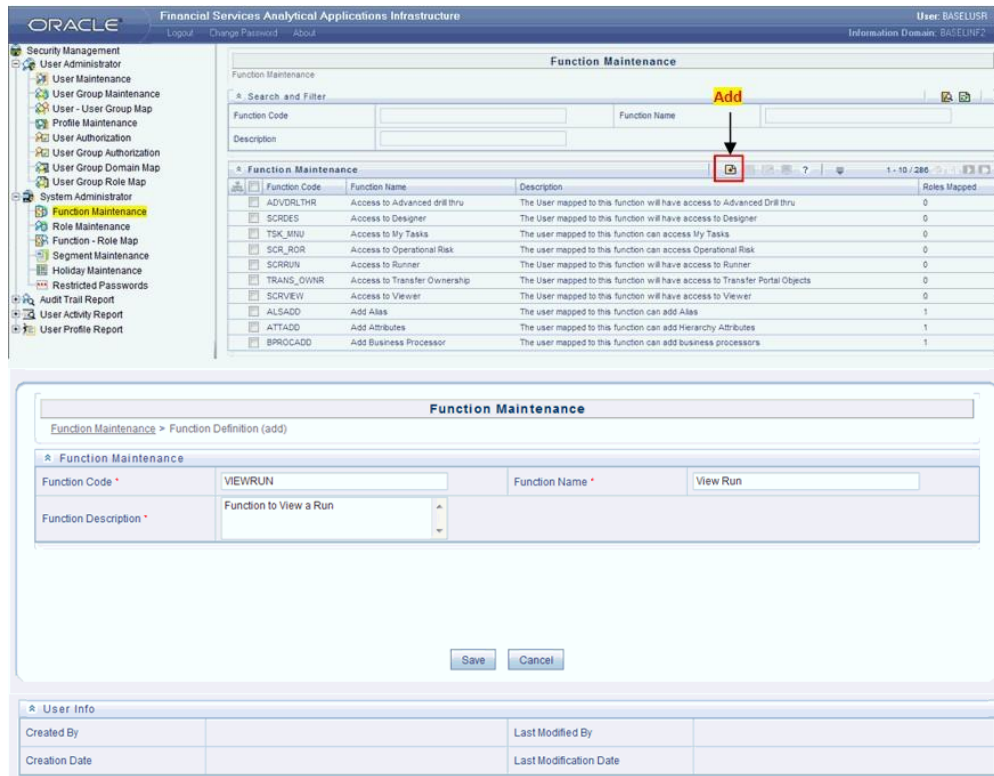 ORACLE
Financial Services Analytical Applications Infrastructure
User: BASELUSR
Logout Change Password About
Information Domain: BASELINF2
Security Management
User Administrator
User Maintenance
User Group Maintenance
User - User Group Map
Profile Maintenance
User Authorization
User Group Authorization
User Group Domain Map
User Group Role Map
System Administrator
Function Maintenance
Role Maintenance
Function - Role Map
Segment Maintenance
Holiday Maintenance
Restricted Passwords
Audit Trail Report
User Activity Report
User Profile Report
Function Maintenance
Function Maintenance
Search and Filter
Add
Function Code
Function Name
Description
Function Maintenance
1 - 10 / 286
Function Code Function Name Description Roles Mapped
ADVDRLTHR Access to Advanced drill thru The User mapped to this function will have access to Advanced Drill thru 0
SCRDES Access to Designer The User mapped to this function will have access to Designer 0
TSK_MNU Access to My Tasks The User mapped to this function can access My Tasks 0
SCR_ROR Access to Operational Risk The user mapped to this function can access Operational Risk 0
SCRRUN Access to Runner The User mapped to this function will have access to Runner 0
TRANS_OWNR Access to Transfer Ownership The User mapped to this function will have access to Transfer Portal Objects 0
SCRVIEW Access to Viewer The User mapped to this function will have access to Viewer 0
ALSADD Add Alias The user mapped to this function can add Alias 1
ATTADD Add Attributes The user mapped to this function can add Hierarchy Attributes 1
BPROCADD Add Business Processor The user mapped to this function can add business processors 1
Function Maintenance
Function Maintenance > Function Definition (add)
Function Maintenance
Function Code * VIEWRUN Function Name * View Run
Function Description * Function to View a Run
Save Cancel
User Info
Created By Last Modified By
Creation Date Last Modification Date